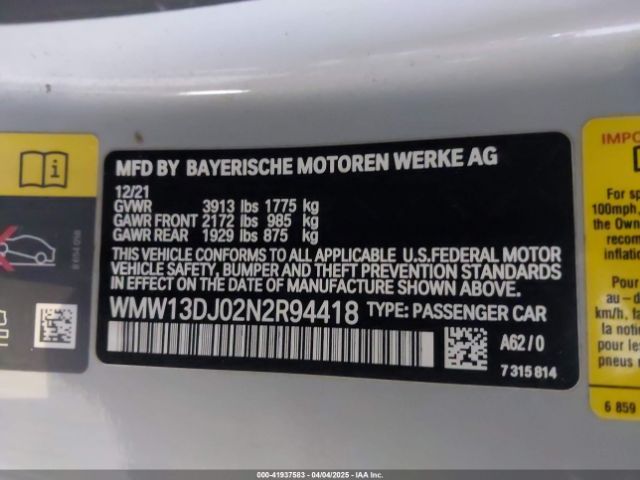 MFD BY BAYERISCHE MOTOREN WERKE AG
12/21
GVWR 3913 lbs 1775 kg
GAWR FRONT 2172 lbs 985 kg
GAWR REAR 1929 lbs 875 kg
THIS VEHICLE CONFORMS TO ALL APPLICABLE U.S.FEDERAL MOTOR
VEHICLE SAFETY, BUMPER AND THEFT PREVENTION STANDARDS
IN EFFECT ON THE DATE OF MANUFACTURE SHOWN ABOVE.
WMW13DJ02N2R94418 TYPE: PASSENGER CAR
A62/0
7 315 814
IMPO
For sp
100mph,
the Own
recom
inflati
Pour
au – d
km/h, fa
la notic
pour les
pneus
6 859
000-41937583 - 04/04/2025 - IAA Inc.